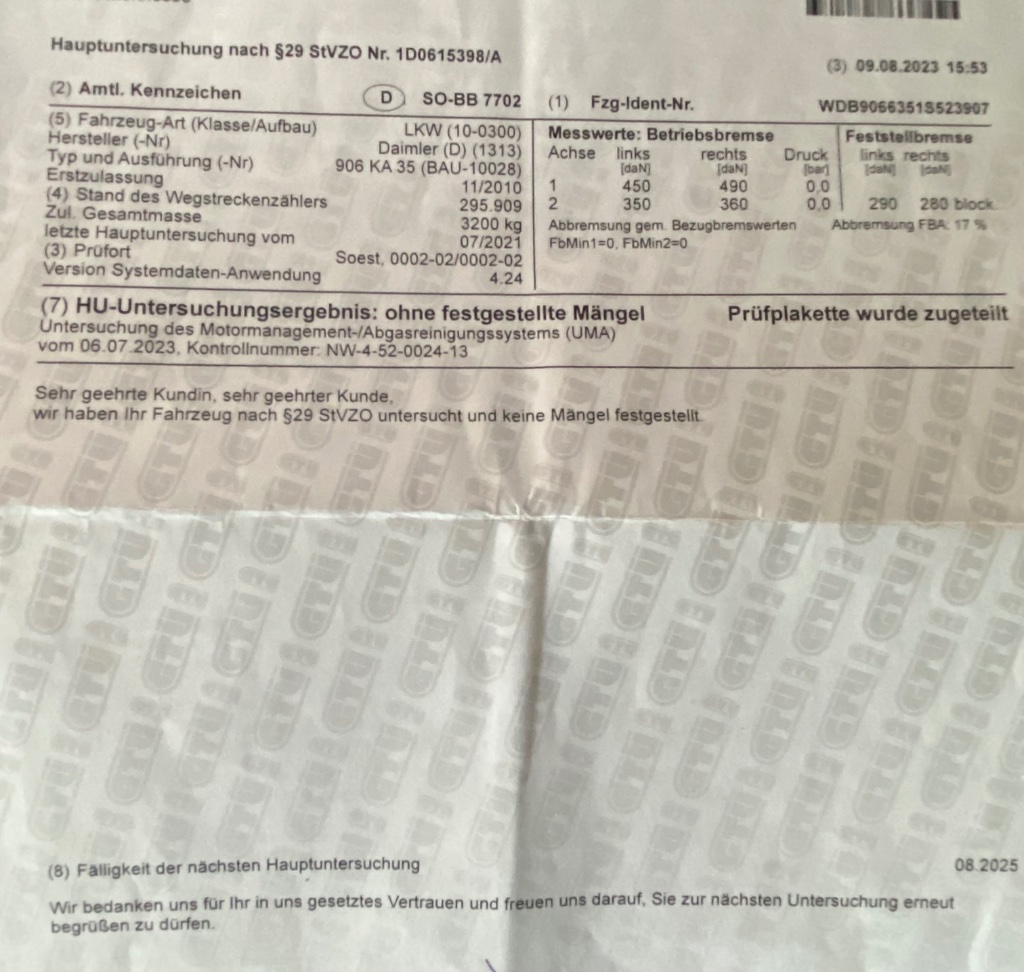 Hauptuntersuchung nach §29 StVZO Nr. 1D0615398/A
(3) 09.08.2023 15:53
(2) Amtl. Kennzeichen D SO-BB 7702 (1) Fzg-Ident-Nr. WDB9066351S523907
(5) Fahrzeug-Art (Klasse/Aufbau) LKW (10-0300)
Hersteller (-Nr) Daimler (D) (1313)
Typ und Ausführung (-Nr) 906 KA 35 (BAU-10028)
Erstzulassung 11/2010
(4) Stand des Wegstreckenzählers 295.909
Zul. Gesamtmasse 3200 kg
letzte Hauptuntersuchung vom 07/2021
(3) Prüfort Soest, 0002-02/0002-02
Version Systemdaten-Anwendung 4.24
Messwerte: Betriebsbremse Feststellbremse
Achse links rechts Druck links rechts
[daN] [daN] [bar] [daN] [daN]
1 450 490 0,0
2 350 360 0,0 290 280 block.
Abbremsung gem. Bezugbremswerten Abbremsung FBA: 17 %
FbMin1=0, FbMin2=0
(7) HU-Untersuchungsergebnis: ohne festgestellte Mängel Prüfplakette wurde zugeteilt
Untersuchung des Motormanagement-/Abgasreinigungssystems (UMA)
vom 06.07.2023, Kontrollnummer: NW-4-52-0024-13
Sehr geehrte Kundin, sehr geehrter Kunde,
wir haben Ihr Fahrzeug nach §29 StVZO untersucht und keine Mängel festgestellt.
(8) Fälligkeit der nächsten Hauptuntersuchung 08.2025
Wir bedanken uns für Ihr in uns gesetztes Vertrauen und freuen uns darauf, Sie zur nächsten Untersuchung erneut
begrüßen zu dürfen.